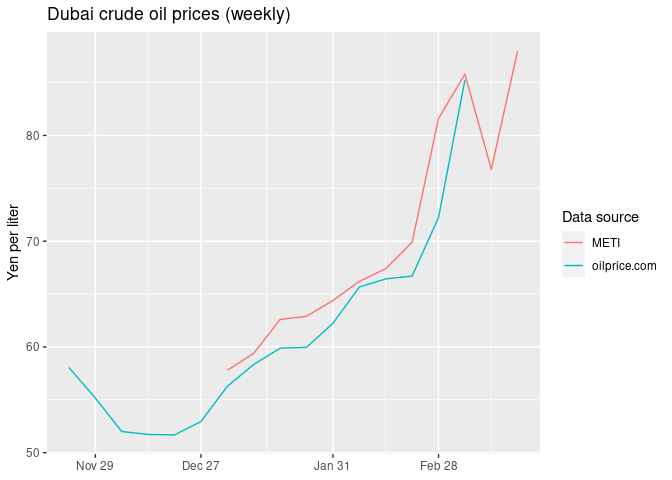 Dubai crude oil prices (weekly)
80
70
60
50
Yen per liter
Nov 29
Dec 27
Jan 31
Feb 28
Data source
METI
oilprice.com